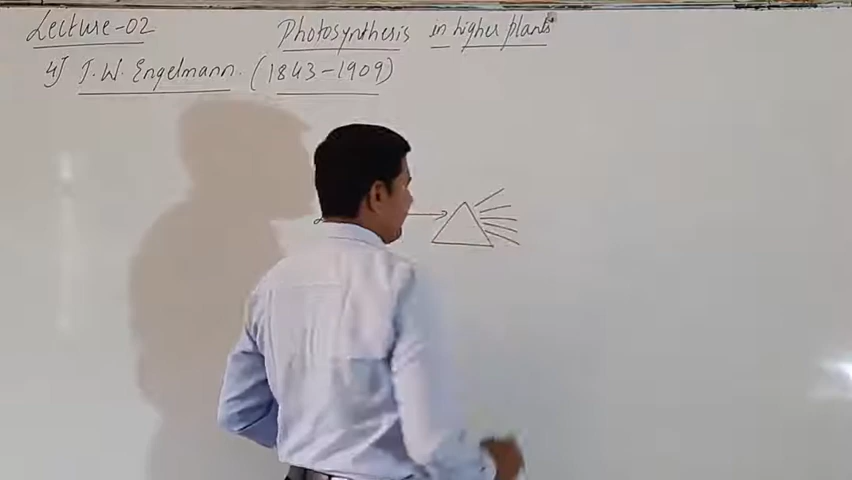 Lecture-02 Photosynthesis in higher plants
4] T.W. Engelmann. (1843-1909)